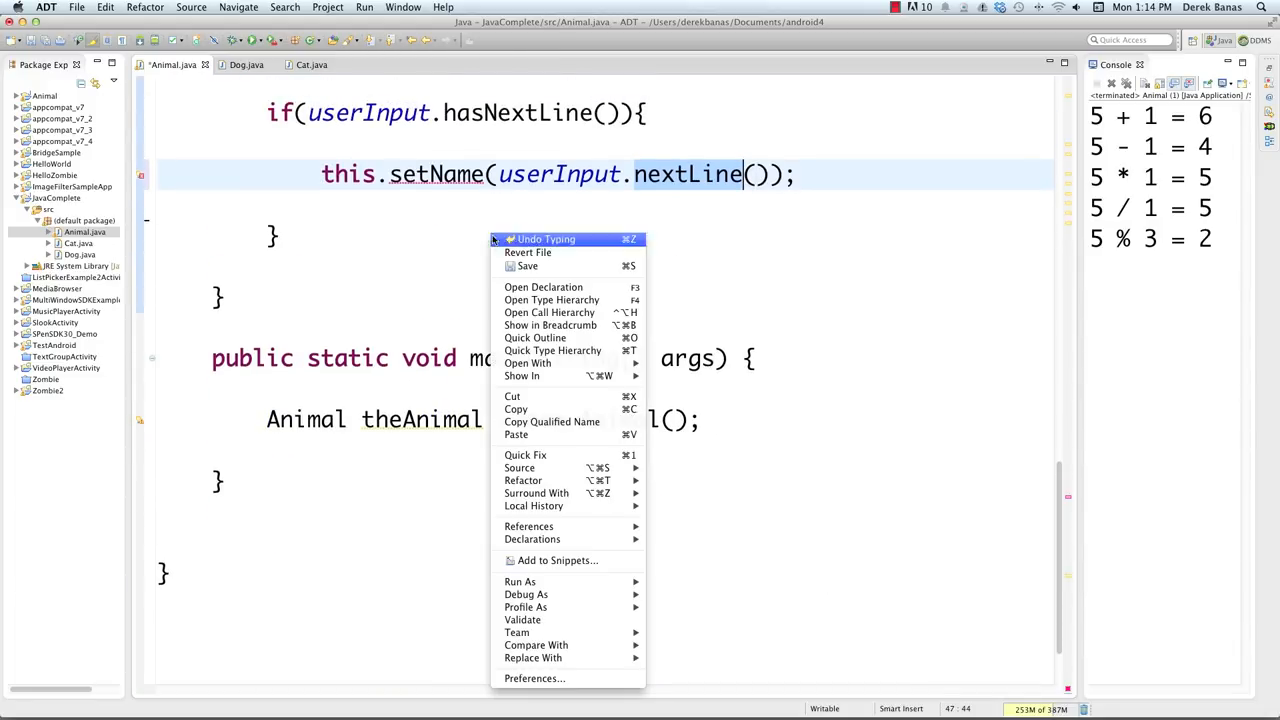 ADT File Edit Refactor Source Navigate Search Project Run Window Help
10 Mon 1:14 PM Derek Banas
Java - JavaComplete/src/Animal.java - ADT - /Users/derekbanas/Documents/android4
Quick Access Java DDMS
Package Exp
Animal
appcompat_v7
appcompat_v7_2
appcompat_v7_3
appcompat_v7_4
BridgeSample
HelloWorld
HelloZombie
ImageFilterSampleApp
JavaComplete
src
(default package)
Animal.java
Cat.java
Dog.java
JRE System Library [Ja
ListPickerExample2Activi
MediaBrowser
MultiWindowSDKExample
MusicPlayerActivity
SlookActivity
SPenSDK30_Demo
TestAndroid
TextGroupActivity
VideoPlayerActivity
Zombie
Zombie2
*Animal.java Dog.java Cat.java
if(userInput.hasNextLine()){
this.setName(userInput.nextLine());
}
}
public static void ma args) {
Animal theAnimal l();
}
}
Undo Typing ⌘Z
Revert File
Save ⌘S
Open Declaration F3
Open Type Hierarchy F4
Open Call Hierarchy ^⌥H
Show in Breadcrumb ⌥⌘B
Quick Outline ⌘O
Quick Type Hierarchy ⌘T
Open With
Show In ⌥⌘W
Cut ⌘X
Copy ⌘C
Copy Qualified Name
Paste ⌘V
Quick Fix ⌘1
Source ⌥⌘S
Refactor ⌥⌘T
Surround With ⌥⌘Z
Local History
References
Declarations
Add to Snippets...
Run As
Debug As
Profile As
Validate
Team
Compare With
Replace With
Preferences...
Console
<terminated> Animal (1) [Java Application] /S
5 + 1 = 6
5 - 1 = 4
5 * 1 = 5
5 / 1 = 5
5 % 3 = 2
Writable Smart Insert 47 : 44 253M of 387M